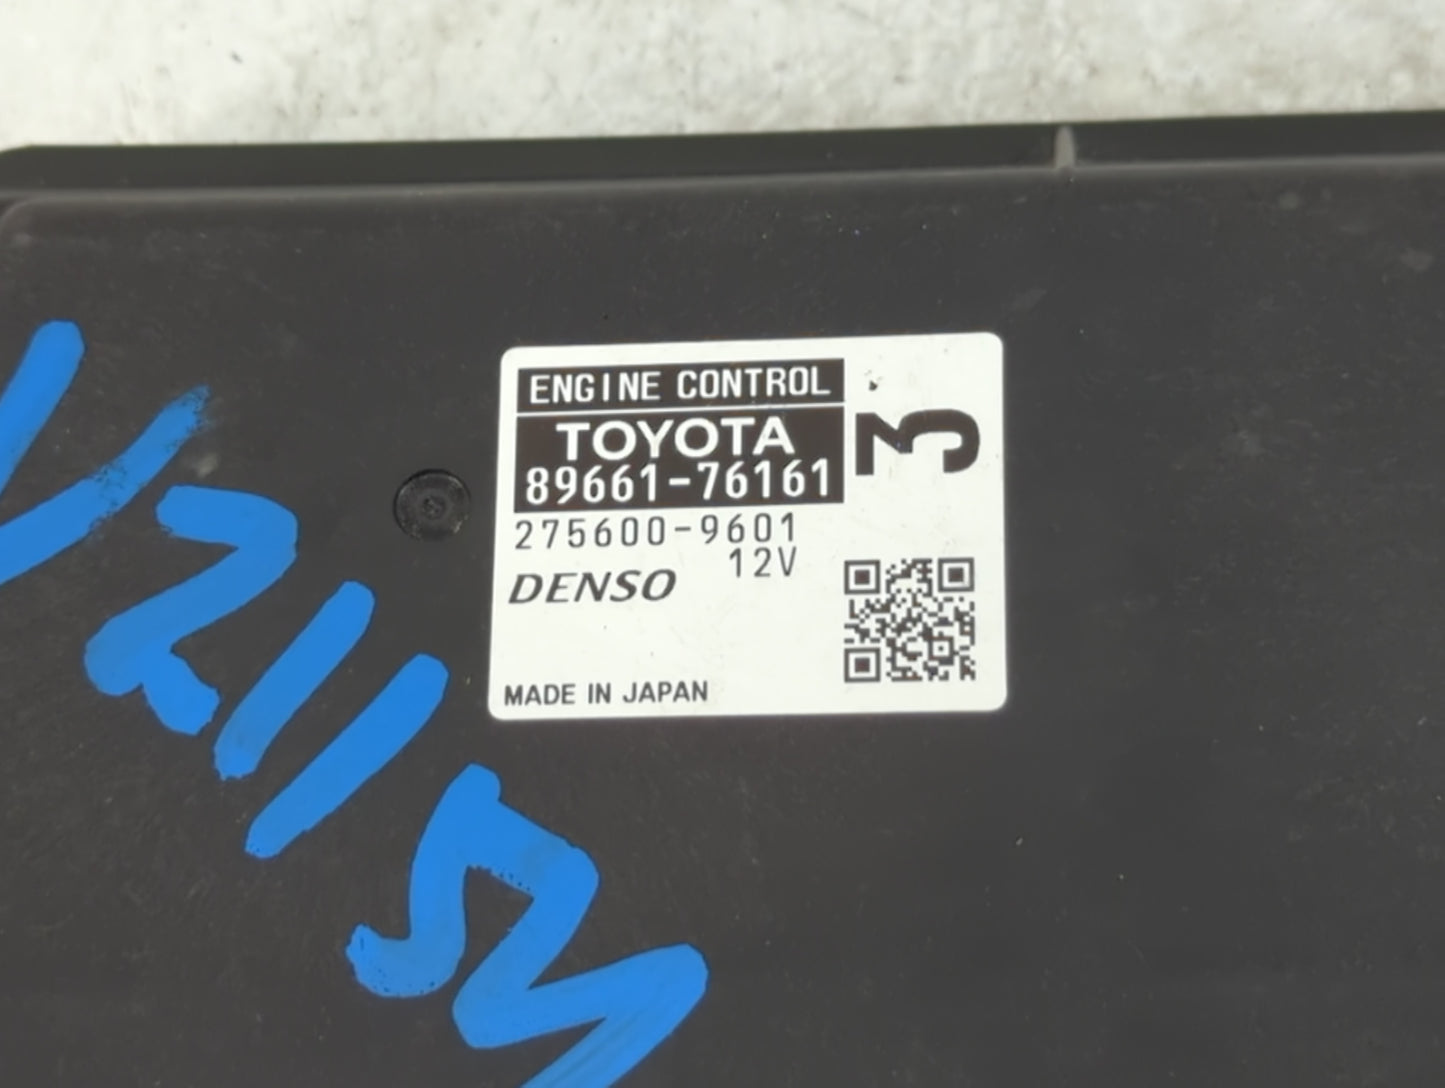 ENGINE CONTROL
TOYOTA
89661-76161
3
275600-9601
12V
DENSO
MADE IN JAPAN